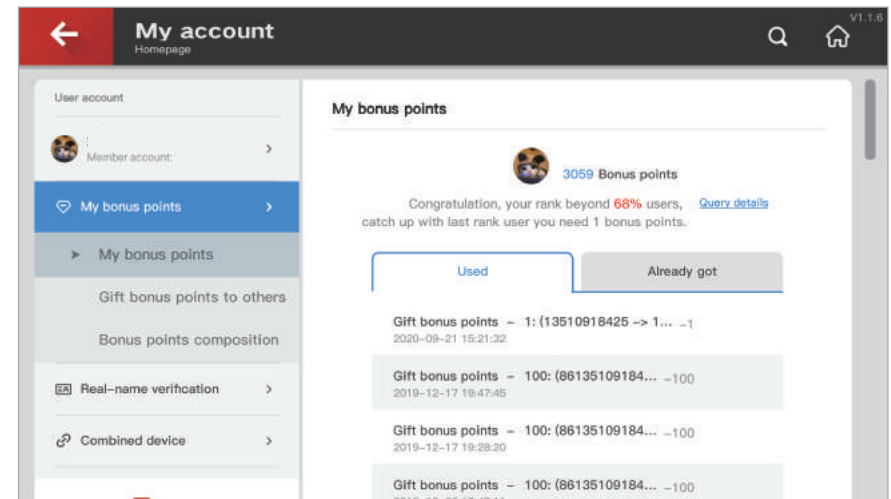 My account
Homepage
V1.1.6
User account
Member account:
My bonus points
My bonus points
Gift bonus points to others
Bonus points composition
Real-name verification
Combined device
My bonus points
3059 Bonus points
Congratulation, your rank beyond 68% users, Query details
catch up with last rank user you need 1 bonus points.
Used
Already got
Gift bonus points - 1: (13510918425 -> 1... -1
2020-09-21 15:21:32
Gift bonus points - 100: (86135109184... -100
2019-12-17 19:47:45
Gift bonus points - 100: (86135109184... -100
2019-12-17 19:28:20
Gift bonus points - 100: (86135109184... -100